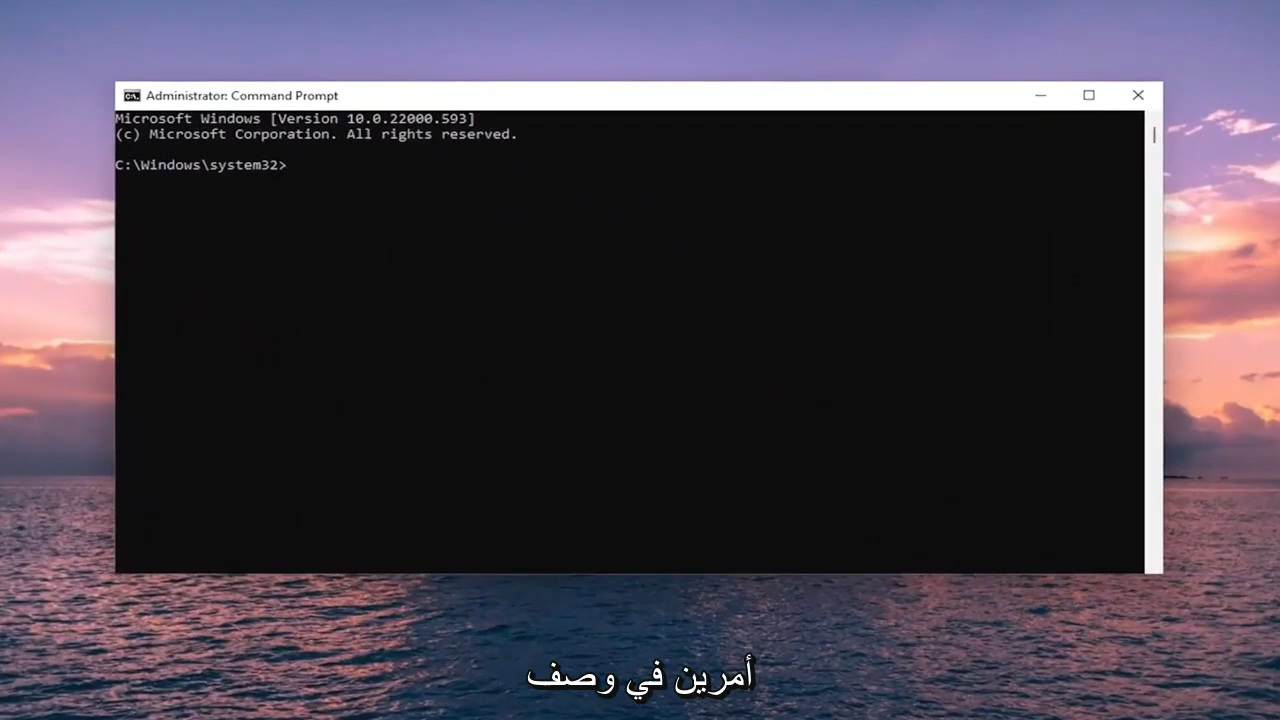 Administrator: Command Prompt
Microsoft Windows [Version 10.0.22000.593]
(c) Microsoft Corporation. All rights reserved.
C:\Windows\system32>
أمرين في وصف